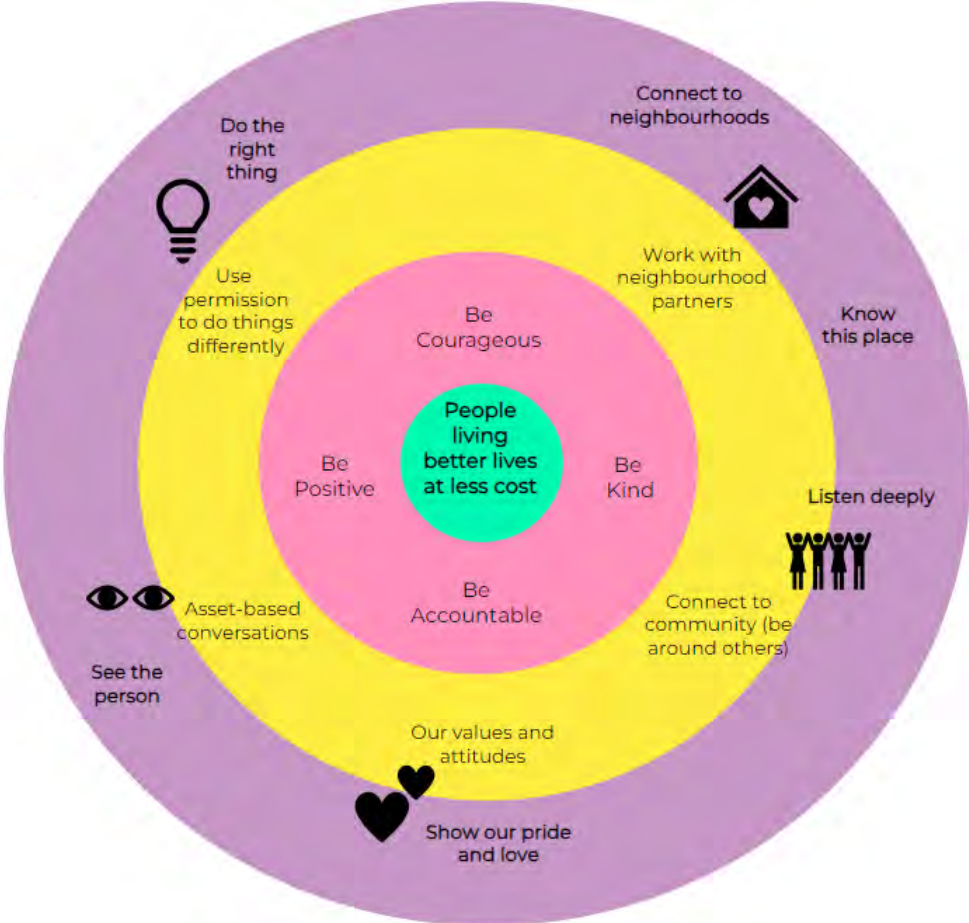 Connect to
neighbourhoods
Do the
right
thing
Work with
neighbourhood
partners
Use
permission
to do things
differently
Be
Courageous
Know
this place
People
living
better lives
at less cost
Be
Positive
Be
Kind
Listen deeply
Be
Accountable
Asset-based
conversations
Connect to
community (be
around others)
See the
person
Our values and
attitudes
Show our pride
and love